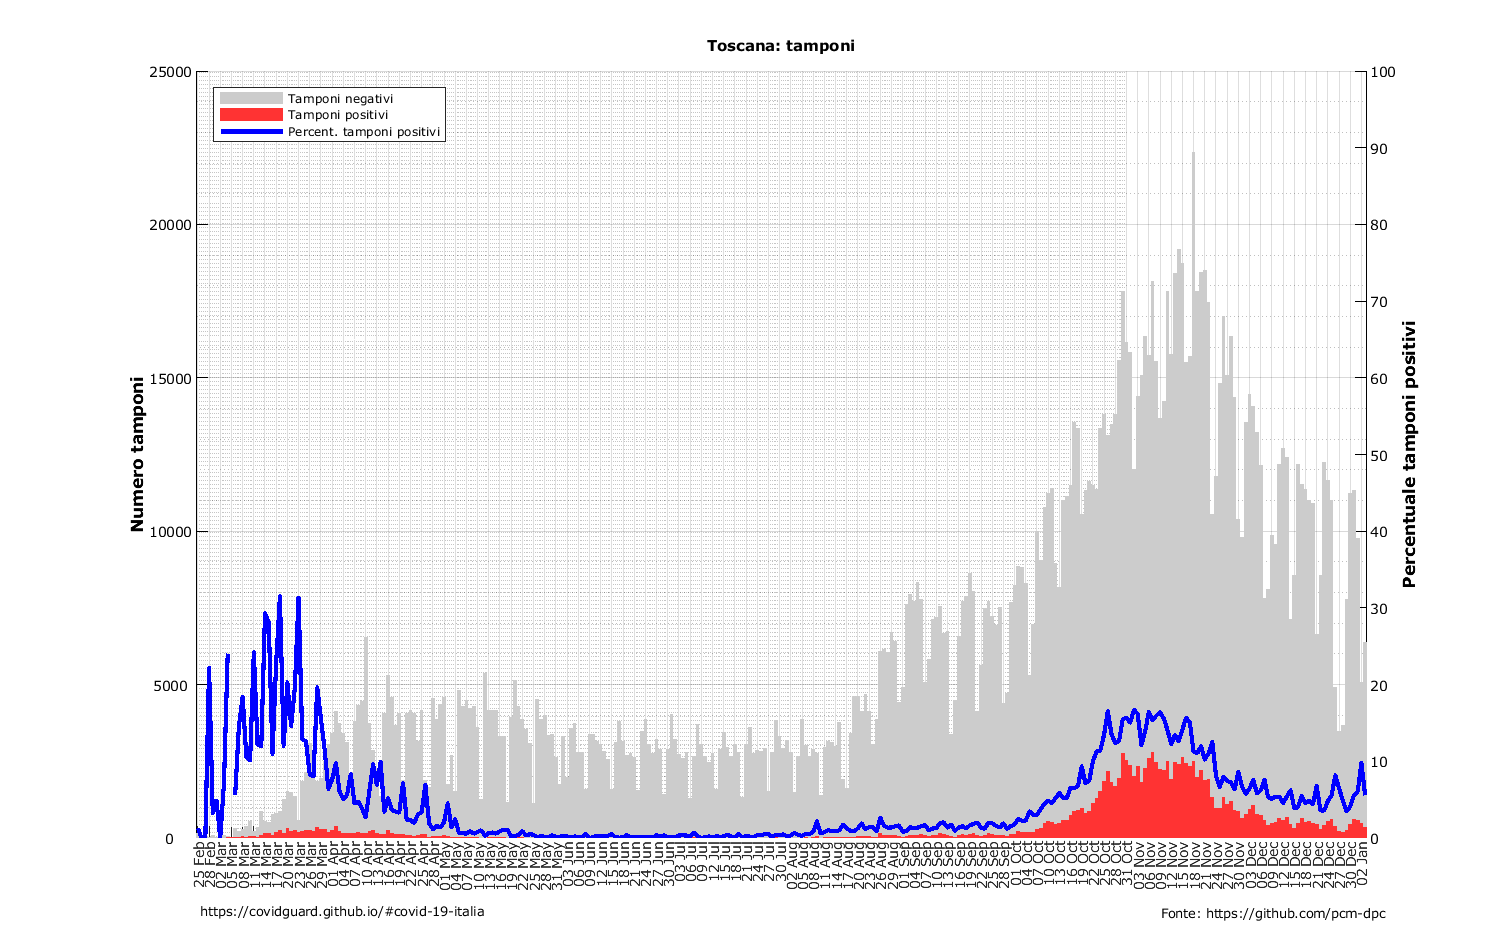 Toscana: tamponi
25000
20000
15000
10000
5000
0
Numero tamponi
Tamponi negativi
Tamponi positivi
Percent. tamponi positivi
100
90
80
70
60
50
40
30
20
10
0
Percentuale tamponi positivi
25 Feb
28 Feb
02 Mar
05 Mar
08 Mar
11 Mar
14 Mar
17 Mar
20 Mar
23 Mar
26 Mar
29 Mar
01 Apr
04 Apr
07 Apr
10 Apr
13 Apr
16 Apr
19 Apr
22 Apr
25 Apr
28 Apr
01 May
04 May
07 May
10 May
13 May
16 May
19 May
22 May
25 May
28 May
31 May
03 Jun
06 Jun
09 Jun
12 Jun
15 Jun
18 Jun
21 Jun
24 Jun
27 Jun
30 Jun
03 Jul
06 Jul
09 Jul
12 Jul
15 Jul
18 Jul
21 Jul
24 Jul
27 Jul
30 Jul
02 Aug
05 Aug
08 Aug
11 Aug
14 Aug
17 Aug
20 Aug
23 Aug
26 Aug
29 Aug
01 Sep
04 Sep
07 Sep
10 Sep
13 Sep
16 Sep
19 Sep
22 Sep
25 Sep
28 Sep
01 Oct
04 Oct
07 Oct
10 Oct
13 Oct
16 Oct
19 Oct
22 Oct
25 Oct
28 Oct
31 Oct
03 Nov
06 Nov
09 Nov
12 Nov
15 Nov
18 Nov
21 Nov
24 Nov
27 Nov
30 Nov
03 Dec
06 Dec
09 Dec
12 Dec
15 Dec
18 Dec
21 Dec
24 Dec
27 Dec
30 Dec
02 Jan
https://covidguard.github.io/#covid-19-italia
Fonte: https://github.com/pcm-dpc